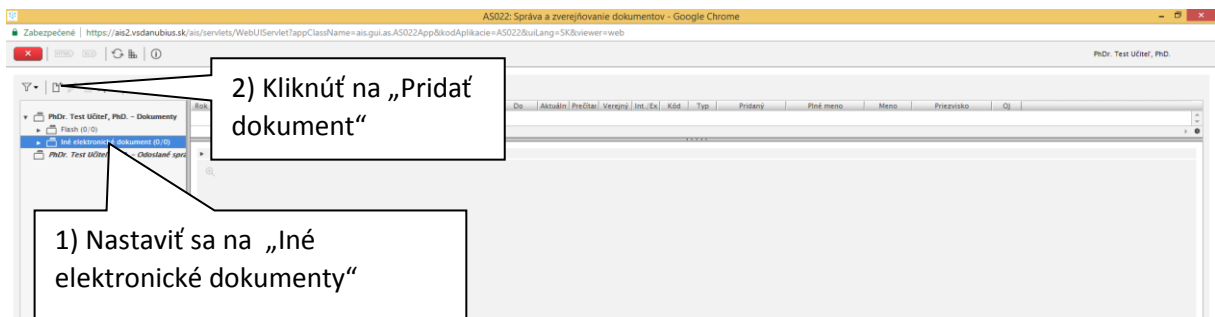 AS022: Správa a zverejňovanie dokumentov - Google Chrome
Zabezpečené | https://ais2.vsdanubius.sk/ais/servlets/WebUIServlet?appClassName=ais.gui.as.AS022App&kodAplikacie=AS022&uiLang=SK&viewer=web
PhDr. Test Učiteľ, PhD.
2) Kliknúť na „Pridať
dokument“
Rok Do Aktuáln Prečítar Verejný Int./Ex Kód Typ Pridaný Plné meno Meno Priezvisko OJ
PhDr. Test Učiteľ, PhD. – Dokumenty
Flash (0/0)
Iné elektronické dokument (0/0)
PhDr. Test Učiteľ – Odoslané sprá
1) Nastaviť sa na „Iné
elektronické dokumenty“